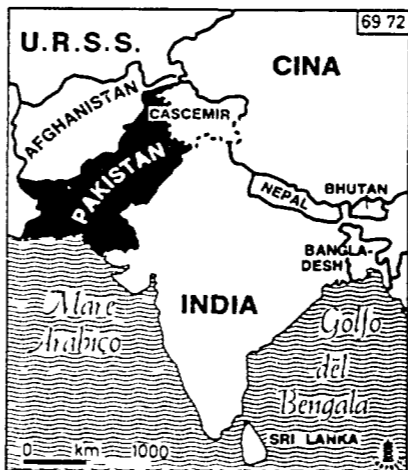 69 72
U.R.S.S.
CINA
AFGHANISTAN
CASCEMIR
PAKISTAN
NEPAL
BHUTAN
BANGLA-
DESH
INDIA
Mare
Arabico
Golfo
del
Bengala
SRI LANKA
0 km 1000